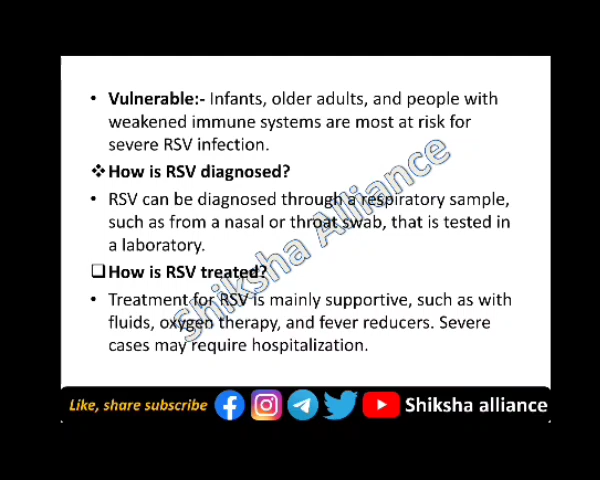 • Vulnerable:- Infants, older adults, and people with
weakened immune systems are most at risk for
severe RSV infection.
❖ How is RSV diagnosed?
• RSV can be diagnosed through a respiratory sample,
such as from a nasal or throat swab, that is tested in
a laboratory.
❑ How is RSV treated?
• Treatment for RSV is mainly supportive, such as with
fluids, oxygen therapy, and fever reducers. Severe
cases may require hospitalization.
Shiksha Alliance
Like, share subscribe Shiksha alliance